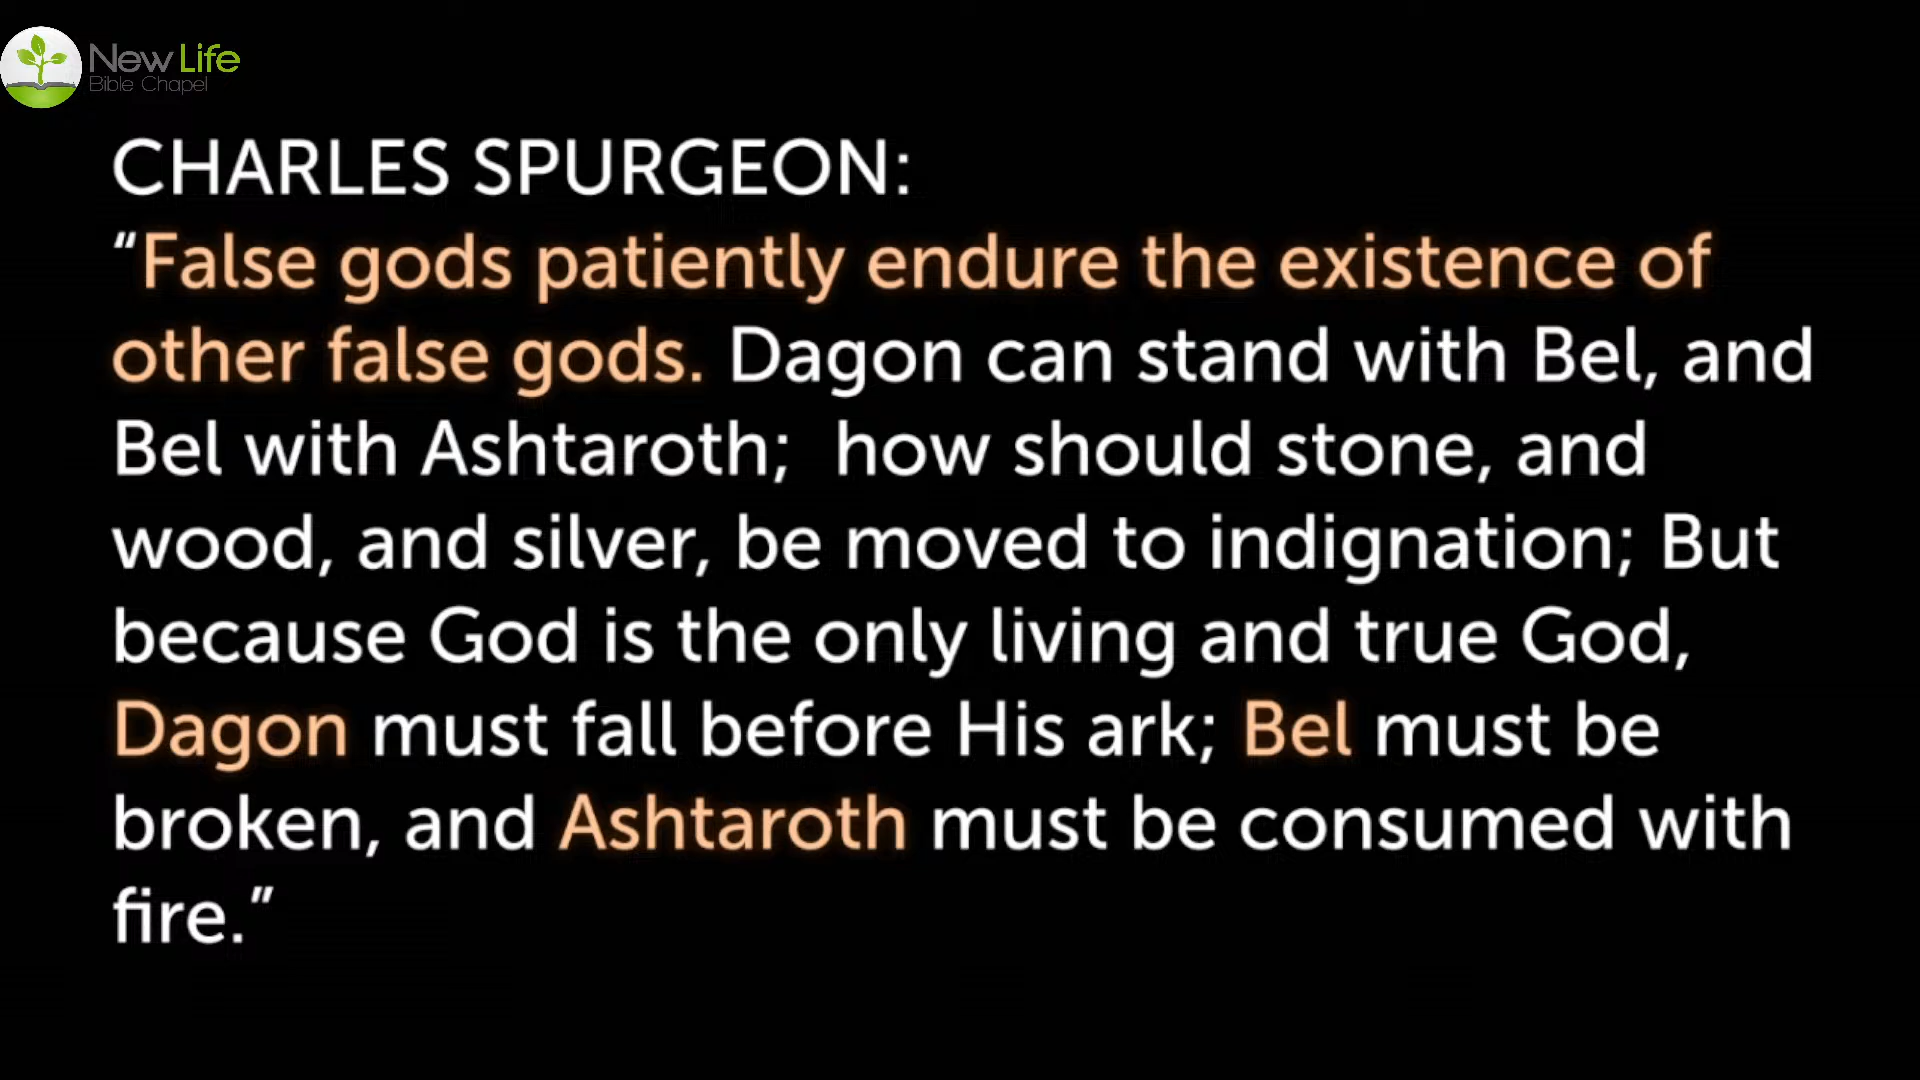 New Life
Bible Chapel
CHARLES SPURGEON:
“False gods patiently endure the existence of
other false gods. Dagon can stand with Bel, and
Bel with Ashtaroth;  how should stone, and
wood, and silver, be moved to indignation; But
because God is the only living and true God,
Dagon must fall before His ark; Bel must be
broken, and Ashtaroth must be consumed with
fire.”